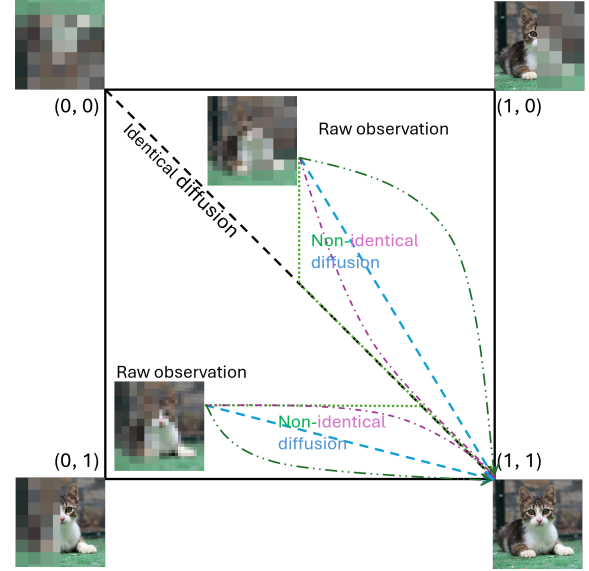 (0, 0)
(1, 0)
Raw observation
Identical diffusion
Non-identical
diffusion
Raw observation
Non-identical
diffusion
(0, 1)
(1, 1)